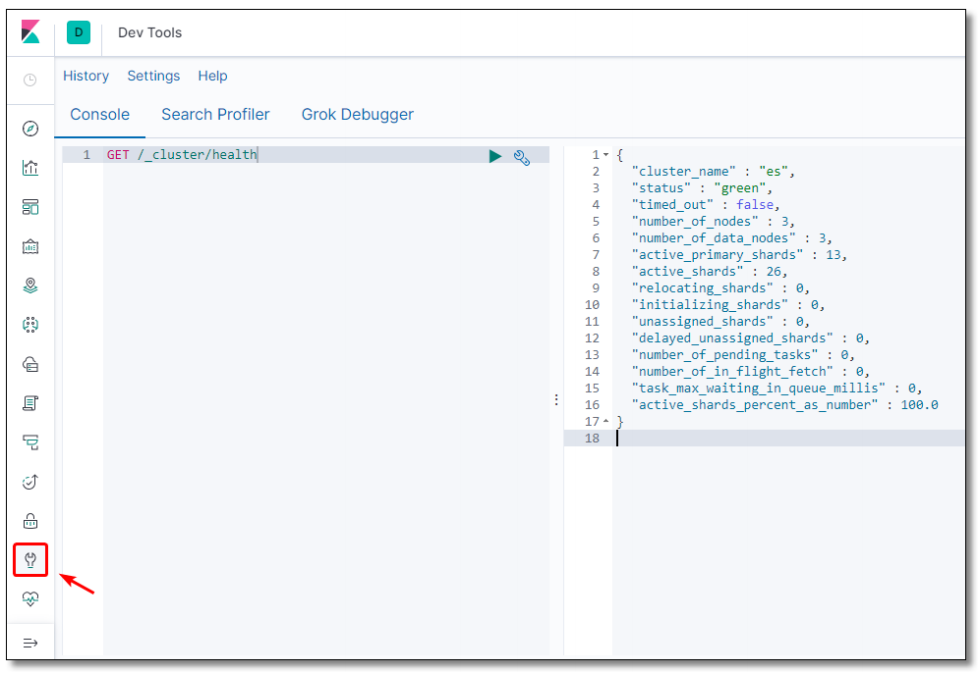 D Dev Tools
History Settings Help
Console Search Profiler Grok Debugger
1 GET /_cluster/health
1 {
2 "cluster_name" : "es",
3 "status" : "green",
4 "timed_out" : false,
5 "number_of_nodes" : 3,
6 "number_of_data_nodes" : 3,
7 "active_primary_shards" : 13,
8 "active_shards" : 26,
9 "relocating_shards" : 0,
10 "initializing_shards" : 0,
11 "unassigned_shards" : 0,
12 "delayed_unassigned_shards" : 0,
13 "number_of_pending_tasks" : 0,
14 "number_of_in_flight_fetch" : 0,
15 "task_max_waiting_in_queue_millis" : 0,
16 "active_shards_percent_as_number" : 100.0
17 }
18